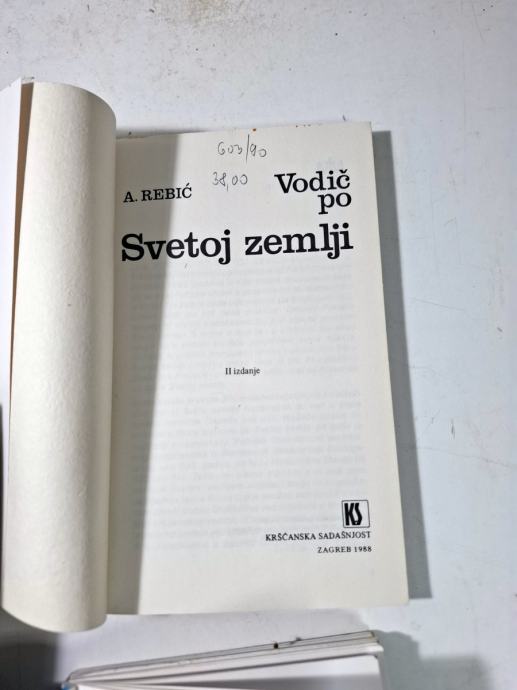 603/90
38,00
A. REBIĆ
Vodič
po
Svetoj zemlji
II izdanje
KS
KRŠĆANSKA SADAŠNJOST
ZAGREB 1988